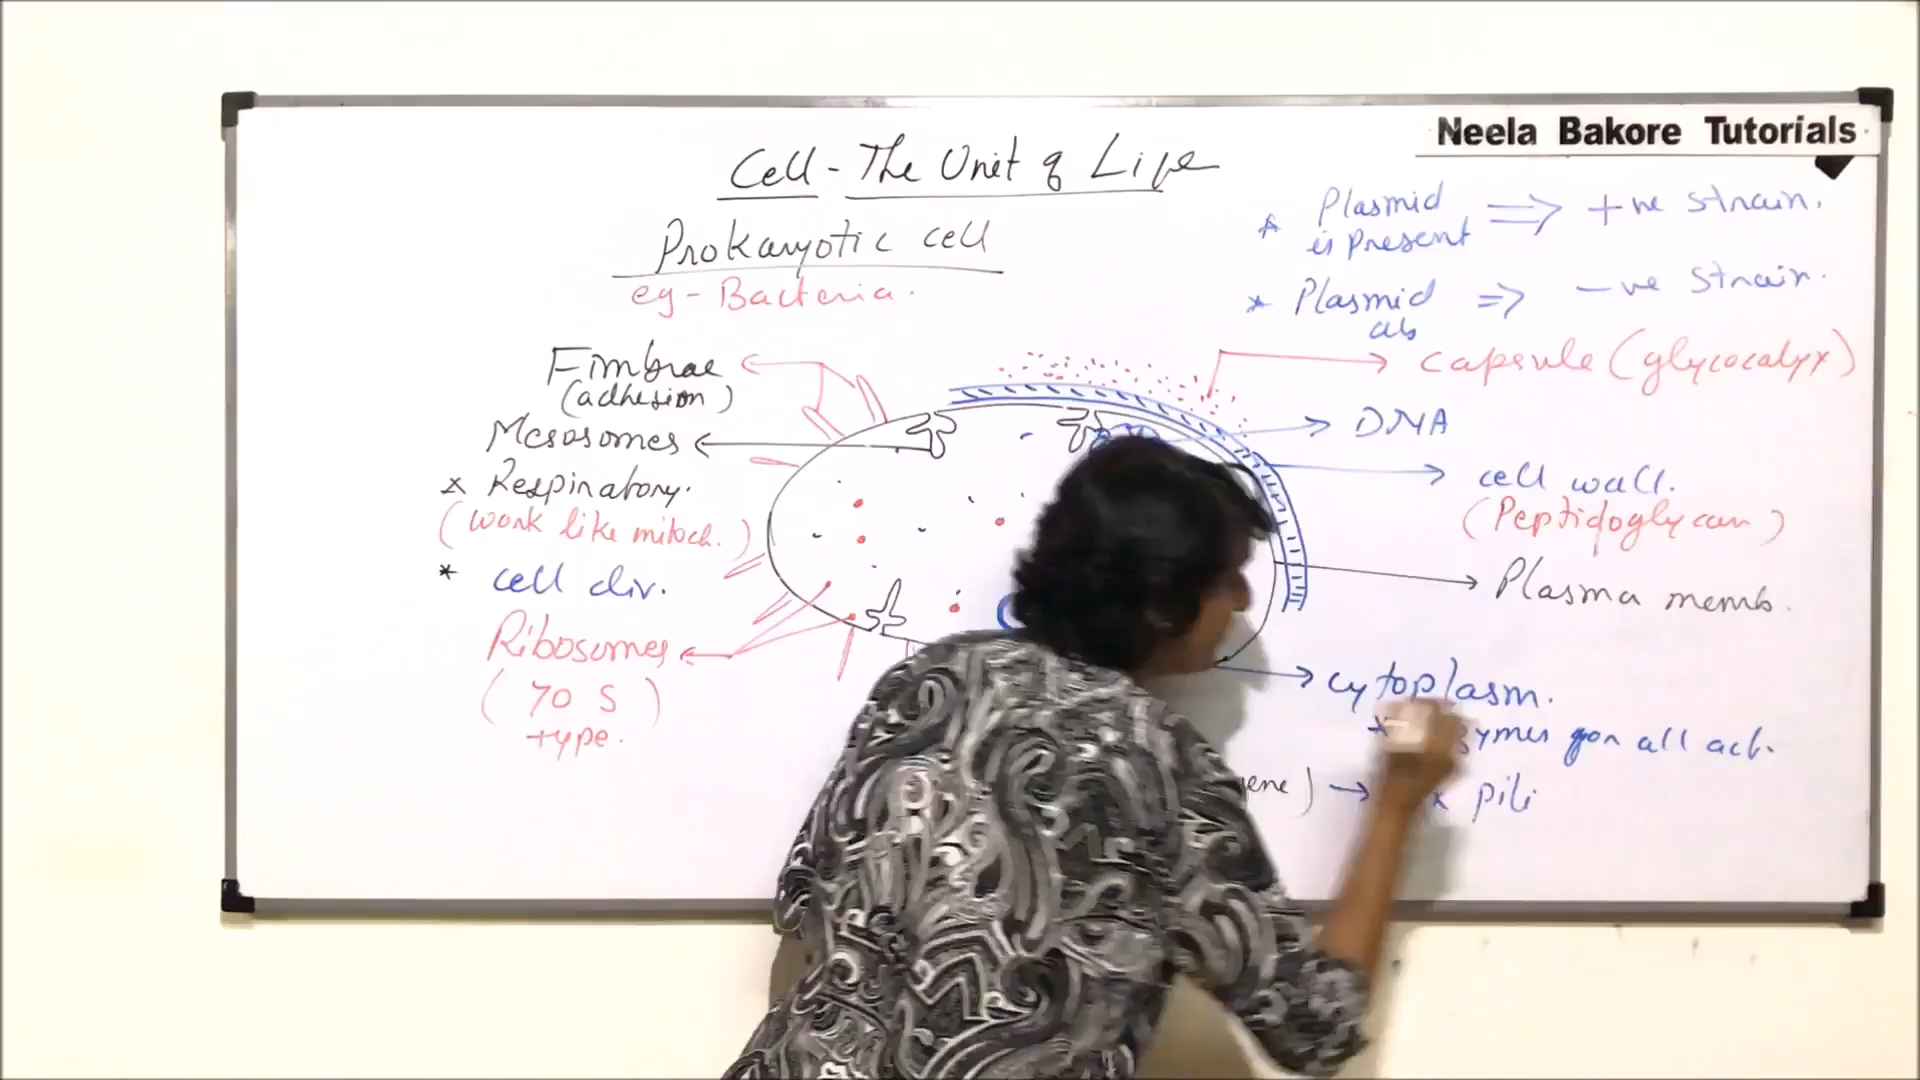 Neela Bakore Tutorials
Cell - The Unit of Life
Prokaryotic cell
eg - Bacteria.
* Plasmid is present ⇒ +ve strain.
* Plasmid ab ⇒ -ve strain.
Fimbrae
(adhesion)
Mesosomes
* Respiratory.
(work like mitoch.)
* cell div.
Ribosomes
(70 S)
type.
capsule (glycocalyx)
DNA
cell wall.
(Peptidoglycan)
Plasma memb.
cytoplasm.
for all act.
→ pili